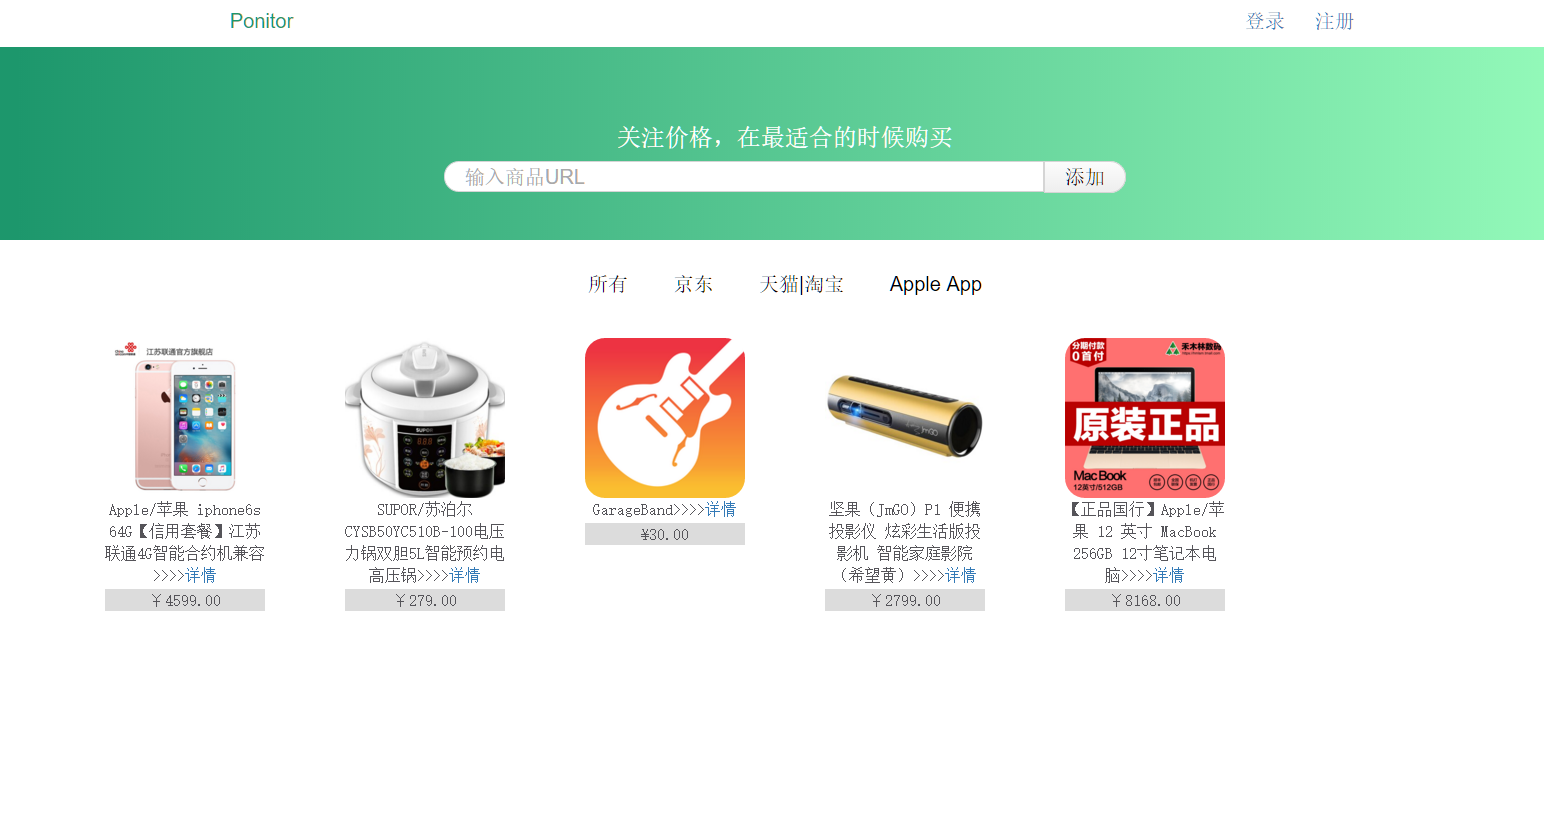 Ponitor
登录
注册
关注价格，在最适合的时候购买
输入商品URL
添加
所有
京东
天猫|淘宝
Apple App
江苏联通官方旗舰店
Apple/苹果 iphone6s
64G【信用套餐】江苏
联通4G智能合约机兼容
>>>>详情
￥4599.00
SUPOR
SUPOR/苏泊尔
CYSB50YC510B-100电压
力锅双胆5L智能预约电
高压锅>>>>详情
￥279.00
GarageBand>>>>详情
¥30.00
JmGO
坚果（JmGO）P1 便携
投影仪 炫彩生活版投
影机 智能家庭影院
（希望黄）>>>>详情
￥2799.00
分期付款
0首付
禾木林数码
原装正品
MacBook
12英寸/512GB
【正品国行】Apple/苹
果 12 英寸 MacBook
256GB 12寸笔记本电
脑>>>>详情
￥8168.00